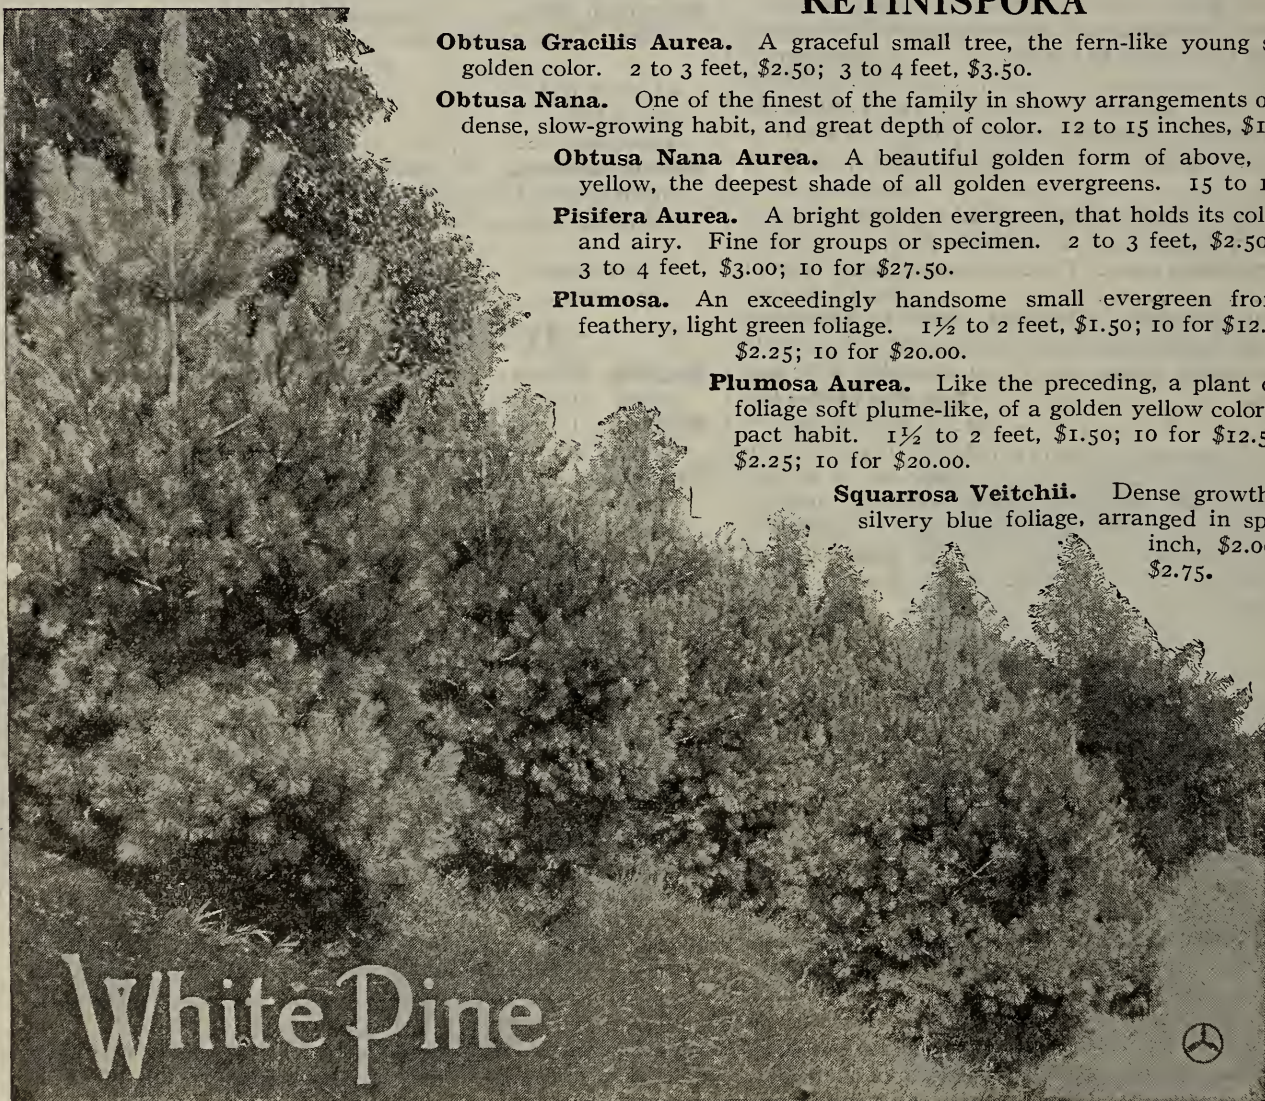 RETINISPORA
Obtusa Gracilis Aurea. A graceful small tree, the fern-like young
golden color. 2 to 3 feet, $2.50; 3 to 4 feet, $3.50.
Obtusa Nana. One of the finest of the family in showy arrangements
dense, slow-growing habit, and great depth of color. 12 to 15 inches,
Obtusa Nana Aurea. A beautiful golden form of above,
yellow, the deepest shade of all golden evergreens. 15 to
Pisifera Aurea. A bright golden evergreen, that holds its
and airy. Fine for groups or specimen. 2 to 3 feet, $2.50
3 to 4 feet, $3.00; 10 for $27.50.
Plumosa. An exceedingly handsome small evergreen
feathery, light green foliage. 1½ to 2 feet, $1.50; 10 for
$2.25; 10 for $20.00.
Plumosa Aurea. Like the preceding, a plant
foliage soft plume-like, of a golden yellow color
pact habit. 1½ to 2 feet, $1.50; 10 for
$2.25; 10 for $20.00.
Squarrosa Veitchii. Dense growth
silvery blue foliage, arranged in
inch,
$2.75.
White Pine